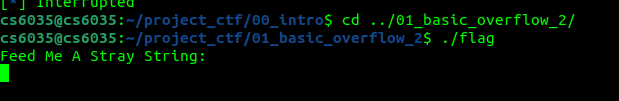 [*] Interrupted
cs6035@cs6035:~/project_ctf/00_intro$ cd ../01_basic_overflow_2/
cs6035@cs6035:~/project_ctf/01_basic_overflow_2$ ./flag
Feed Me A Stray String: